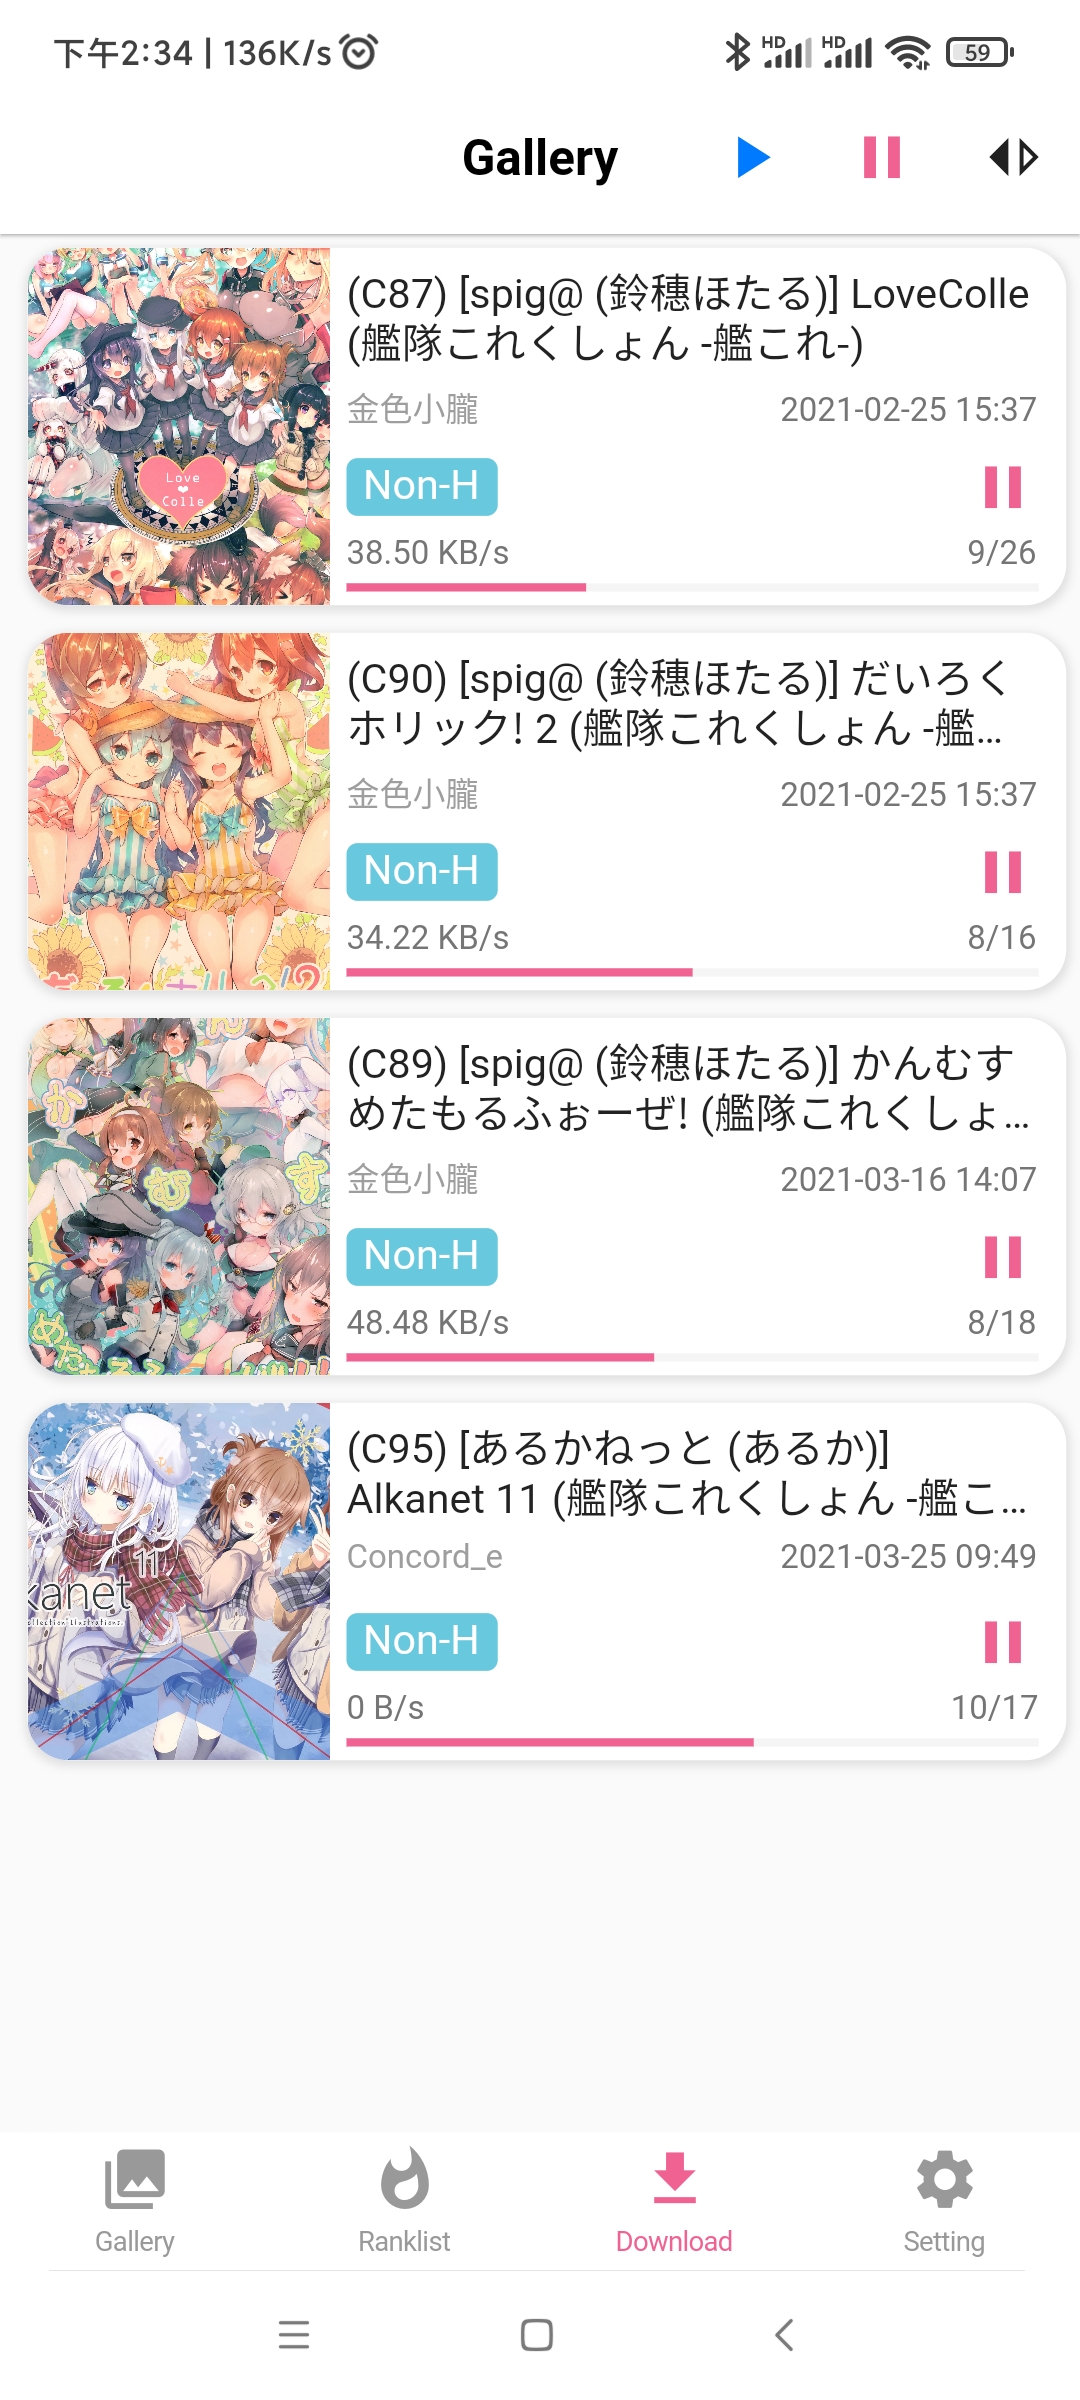 下午2:34 | 136K/s
HD HD 59
Gallery
(C87) [spig@ (鈴穗ほたる)] LoveColle
(艦隊これくしょん -艦これ-)
金色小朧
2021-02-25 15:37
Non-H
38.50 KB/s
9/26
Love
Colle
(C90) [spig@ (鈴穗ほたる)] だいろく
ホリック! 2 (艦隊これくしょん -艦...
金色小朧
2021-02-25 15:37
Non-H
34.22 KB/s
8/16
(C89) [spig@ (鈴穗ほたる)] かんむす
めたもるふぉーぜ! (艦隊これくしょ...
金色小朧
2021-03-16 14:07
Non-H
48.48 KB/s
8/18
かんむす
(C95) [あるかねっと (あるか)]
Alkanet 11 (艦隊これくしょん -艦こ...
Concord_e
2021-03-25 09:49
Non-H
0 B/s
10/17
11
kanet
Gallery
Ranklist
Download
Setting